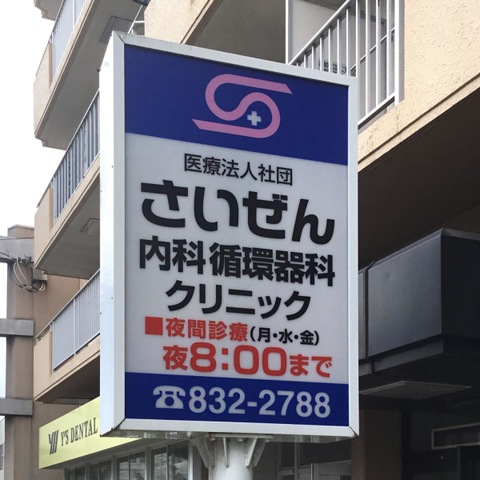 医療法人社団
さいぜん
内科循環器科
クリニック
■夜間診療(月・水・金)
夜8:00まで
☎832-2788
Y'S DENTAL